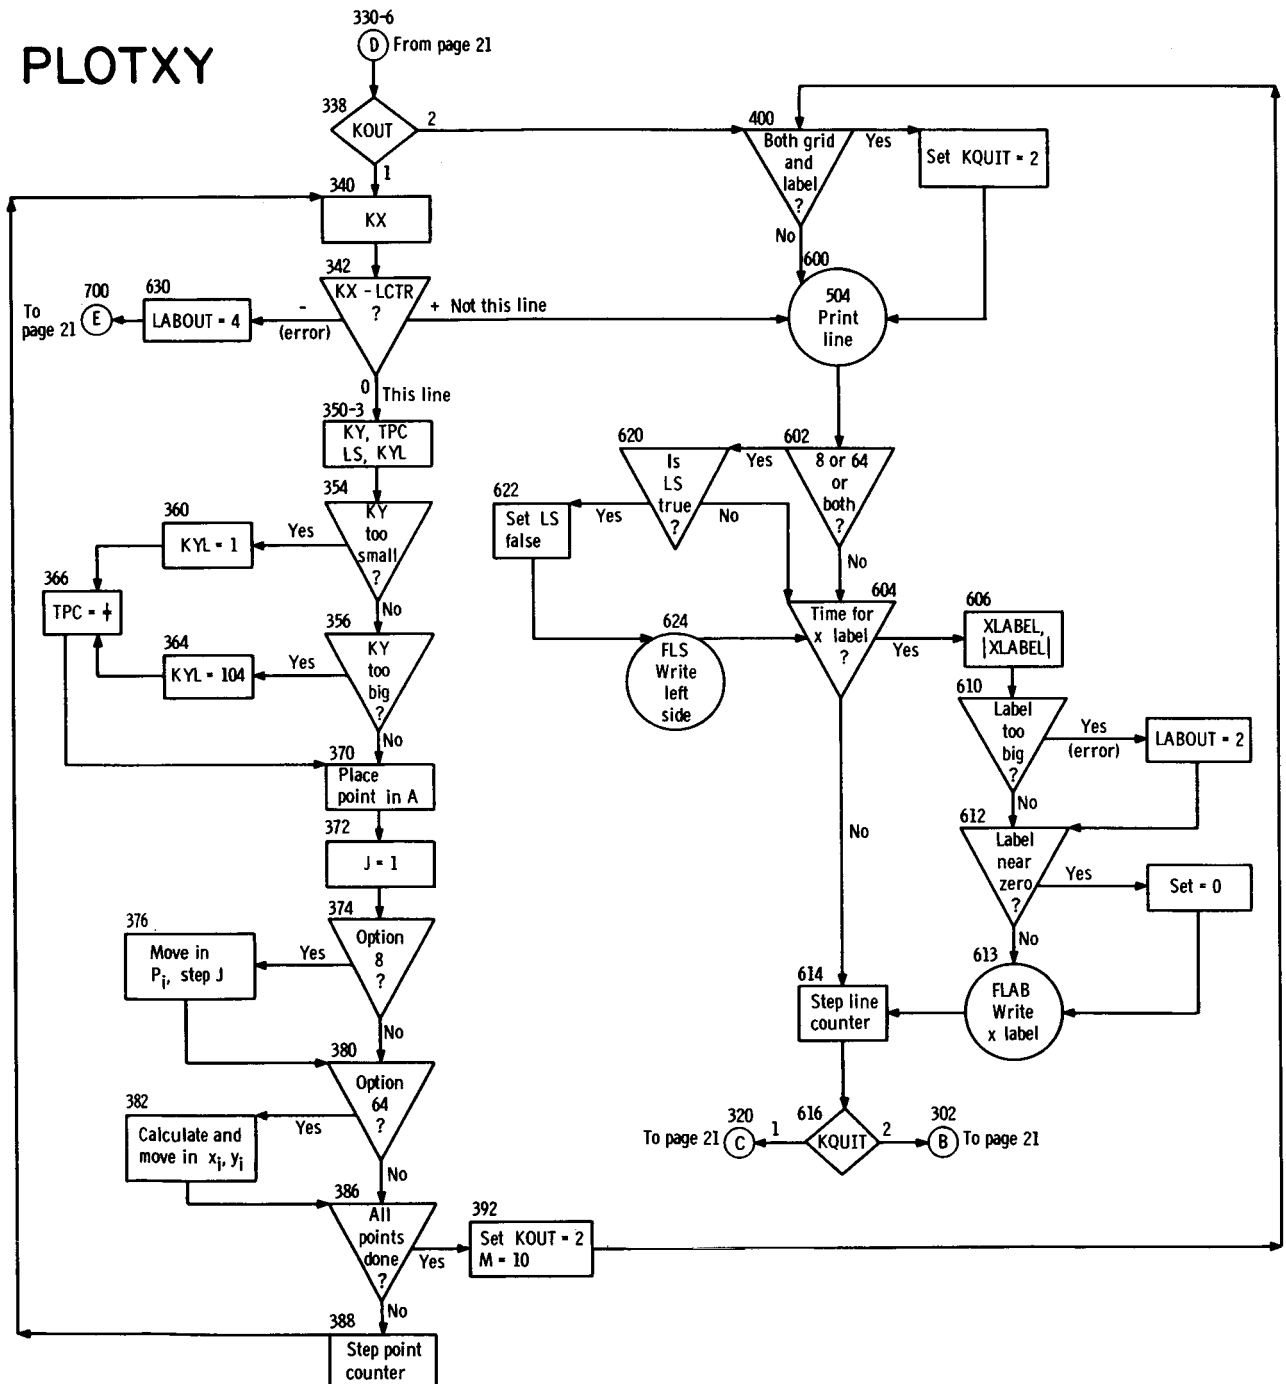 PLOTXY
330-6
D From page 21
338
KOUT
2
1
340
KX
342
KX - LCTR
?
-
(error)
+ Not this line
0 This line
630
LABOUT = 4
700
E
To
page 21
350-3
KY, TPC
LS, KYL
354
KY
too
small
?
Yes
No
360
KYL = 1
366
TPC = ‡
356
KY
too
big
?
Yes
No
364
KYL = 104
370
Place
point in A
372
J = 1
374
Option
8
?
Yes
No
376
Move in
Pi, step J
380
Option
64
?
Yes
No
382
Calculate and
move in xi, yi
386
All
points
done
?
Yes
No
392
Set KOUT = 2
M = 10
388
Step point
counter
400
Both grid
and
label
?
Yes
No
Set KQUIT = 2
600
504
Print
line
602
8 or 64
or
both
?
Yes
No
620
Is
LS
true
?
Yes
No
622
Set LS
false
624
FLS
Write
left
side
604
Time for
x label
?
Yes
No
606
XLABEL,
|XLABEL|
610
Label
too
big
?
Yes
(error)
No
LABOUT = 2
612
Label
near
zero
?
Yes
No
Set = 0
613
FLAB
Write
x label
614
Step line
counter
616
KQUIT
1
2
320
To page 21 C
302
B To page 21